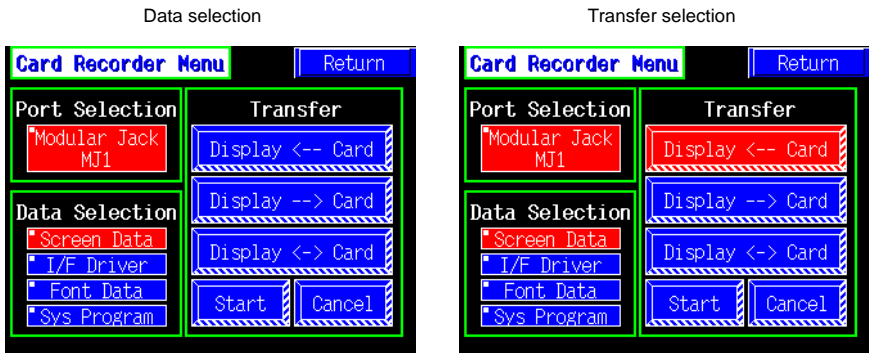 Data selection
Card Recorder Menu
Return
Port Selection
Modular Jack
MJ1
Data Selection
Screen Data
I/F Driver
Font Data
Sys Program
Transfer
Display <-- Card
Display --> Card
Display <-> Card
Start
Cancel
Transfer selection
Card Recorder Menu
Return
Port Selection
Modular Jack
MJ1
Data Selection
Screen Data
I/F Driver
Font Data
Sys Program
Transfer
Display <-- Card
Display --> Card
Display <-> Card
Start
Cancel